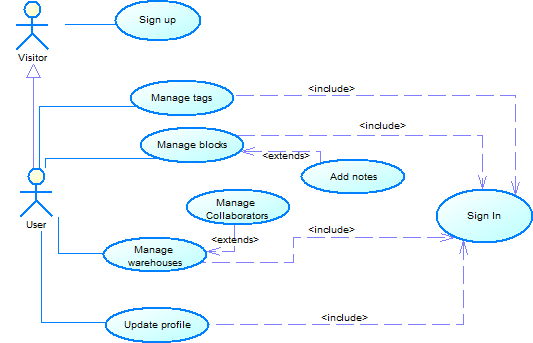 Sign up
Visitor
Manage tags
<include>
<include>
Manage blocks
<extends>
Add notes
Manage
Collaborators
User
Sign In
<include>
<extends>
Manage
warehouses
Update profile
<include>